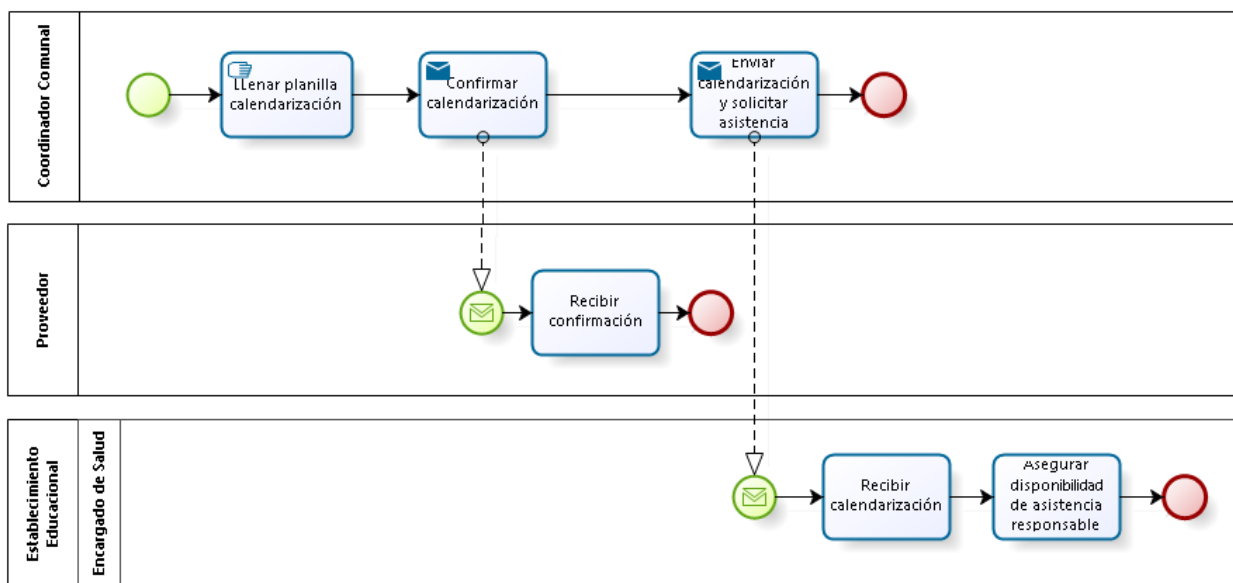 Coordinador Comunal
Llenar planilla
calendarización
Confirmar
calendarización
Enviar
calendarización
y solicitar
asistencia
Proveedor
Recibir
confirmación
Establecimiento
Educacional
Encargado de Salud
Recibir
calendarización
Asegurar
disponibilidad
de asistencia
responsable